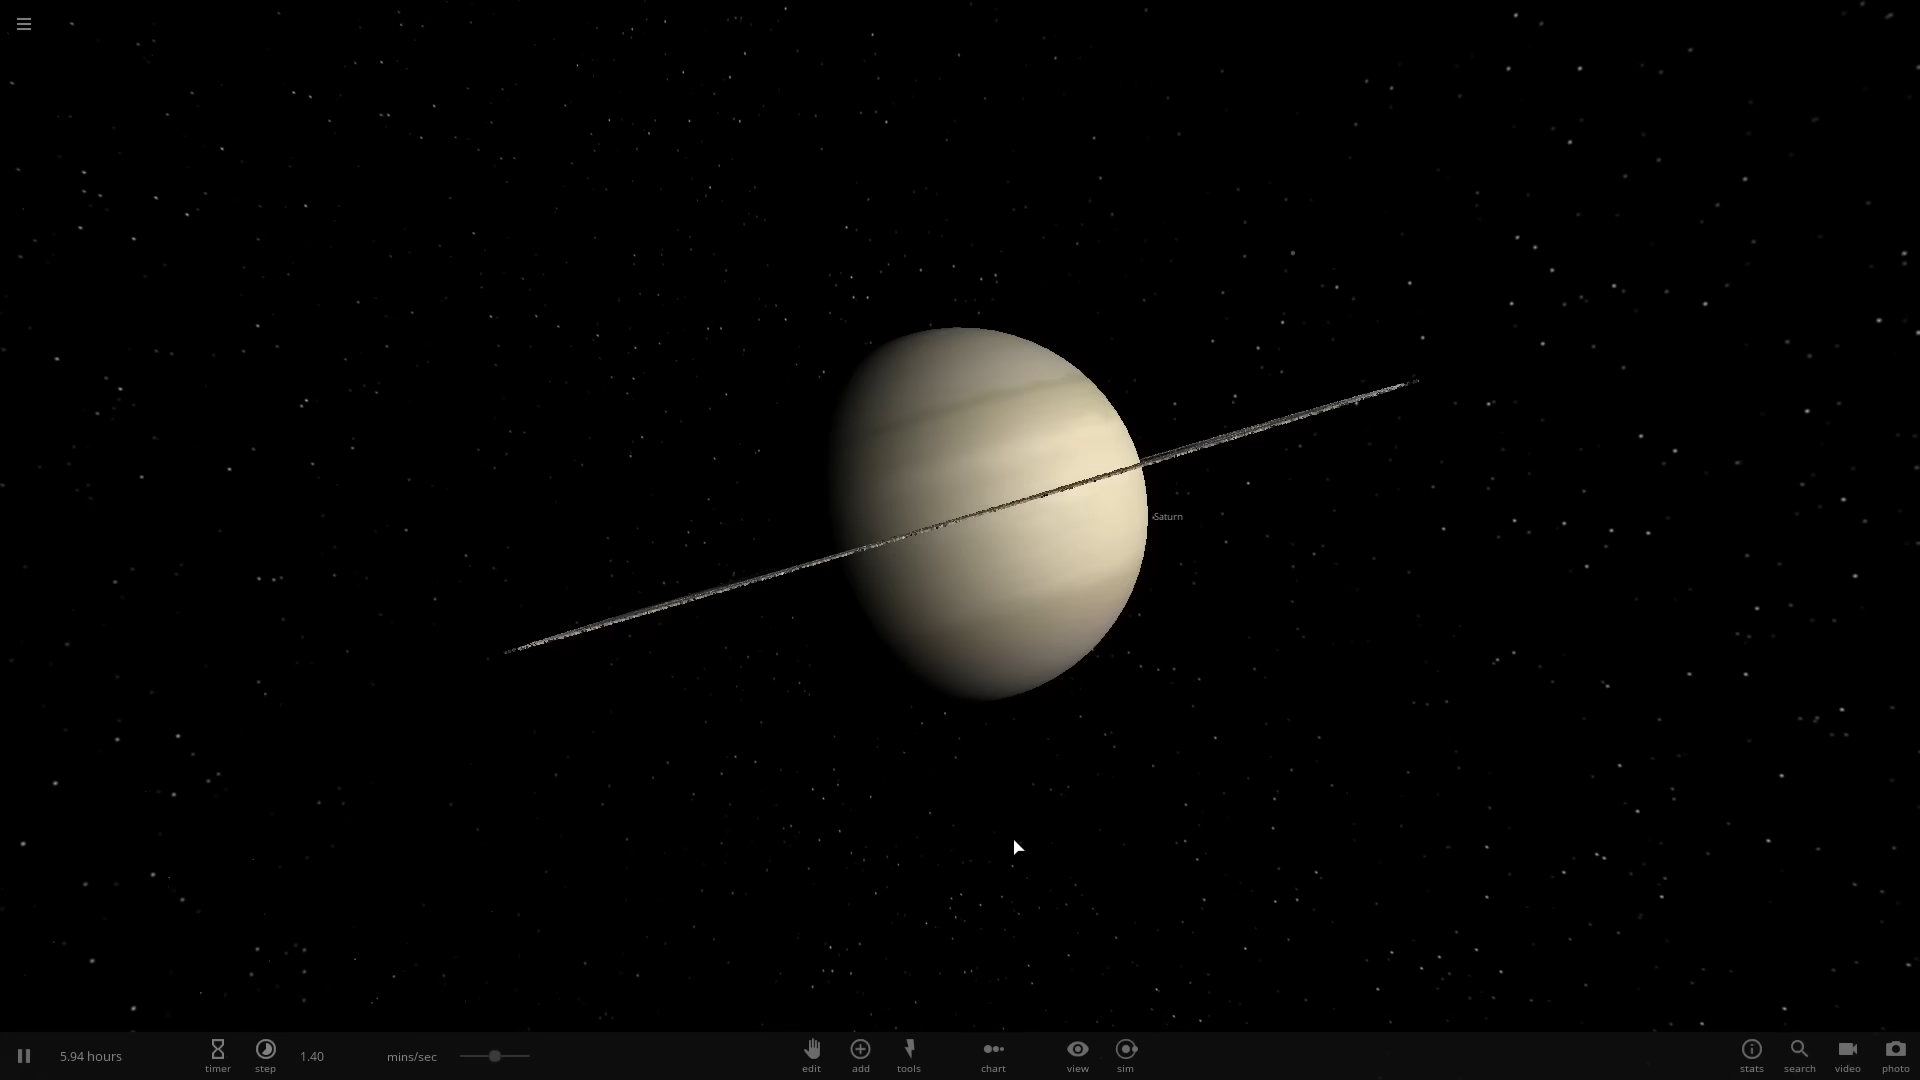 Saturn
5.94 hours
timer
step
1.40
mins/sec
edit
add
tools
chart
view
sim
stats
search
video
photo